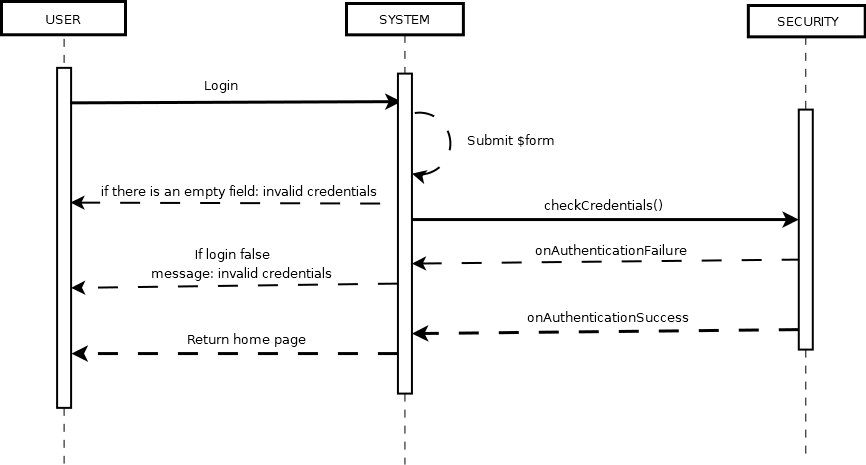 USER
SYSTEM
SECURITY
Login
Submit $form
if there is an empty field: invalid credentials
checkCredentials()
onAuthenticationFailure
If login false
message: invalid credentials
onAuthenticationSuccess
Return home page